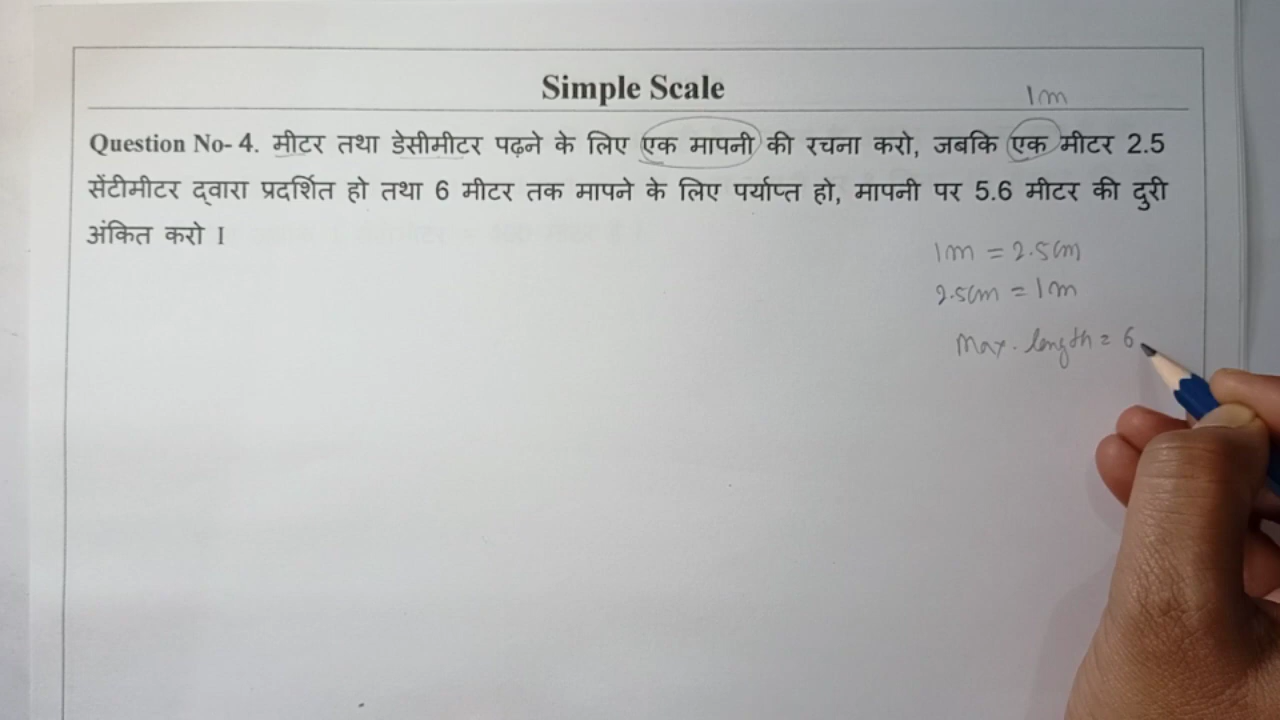 Simple Scale
1m
Question No- 4. मीटर तथा डेसीमीटर पढ़ने के लिए एक मापनी की रचना करो, जबकि एक मीटर 2.5
सेंटीमीटर द्वारा प्रदर्शित हो तथा 6 मीटर तक मापने के लिए पर्याप्त हो, मापनी पर 5.6 मीटर की दुरी
अंकित करो I
1m = 2.5cm
2.5cm = 1m
Max. length = 6